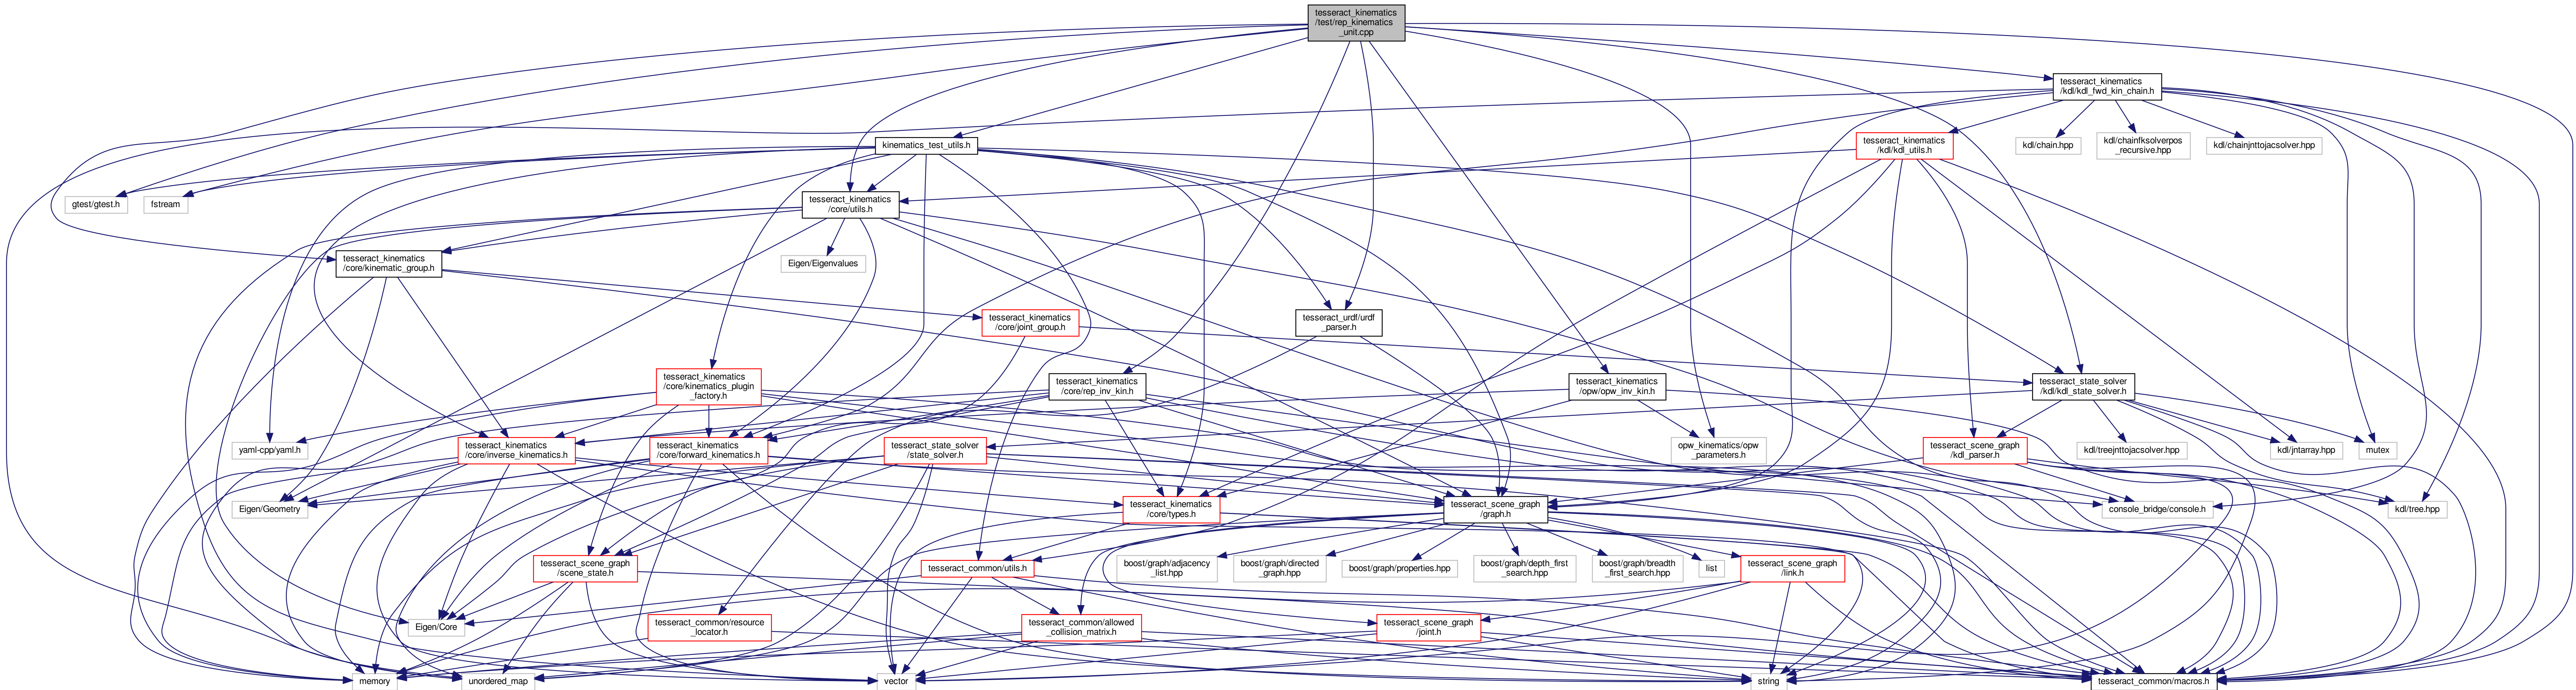 tesseract_kinematics
/test/rep_kinematics
_unit.cpp
tesseract_kinematics
/kdl/kdl_fwd_kin_chain.h
kinematics_test_utils.h
tesseract_kinematics
/kdl/kdl_utils.h
kdl/chain.hpp
kdl/chainfksolverpos
_recursive.hpp
kdl/chainjnttojacsolver.hpp
gtest/gtest.h
fstream
tesseract_kinematics
/core/utils.h
tesseract_kinematics
/core/kinematic_group.h
Eigen/Eigenvalues
tesseract_kinematics
/core/joint_group.h
tesseract_urdf/urdf
_parser.h
tesseract_kinematics
/core/kinematics_plugin
_factory.h
tesseract_kinematics
/core/rep_inv_kin.h
tesseract_kinematics
/opw/opw_inv_kin.h
tesseract_state_solver
/kdl/kdl_state_solver.h
yaml-cpp/yaml.h
tesseract_kinematics
/core/inverse_kinematics.h
tesseract_kinematics
/core/forward_kinematics.h
tesseract_state_solver
/state_solver.h
opw_kinematics/opw
_parameters.h
tesseract_scene_graph
/kdl_parser.h
kdl/treejnttojacsolver.hpp
kdl/jntarray.hpp
mutex
Eigen/Geometry
tesseract_kinematics
/core/types.h
tesseract_scene_graph
/graph.h
console_bridge/console.h
kdl/tree.hpp
tesseract_scene_graph
/scene_state.h
tesseract_common/utils.h
boost/graph/adjacency
_list.hpp
boost/graph/directed
_graph.hpp
boost/graph/properties.hpp
boost/graph/depth_first
_search.hpp
boost/graph/breadth
_first_search.hpp
list
tesseract_scene_graph
/link.h
Eigen/Core
tesseract_common/resource
_locator.h
tesseract_common/allowed
_collision_matrix.h
tesseract_scene_graph
/joint.h
memory
unordered_map
vector
string
tesseract_common/macros.h